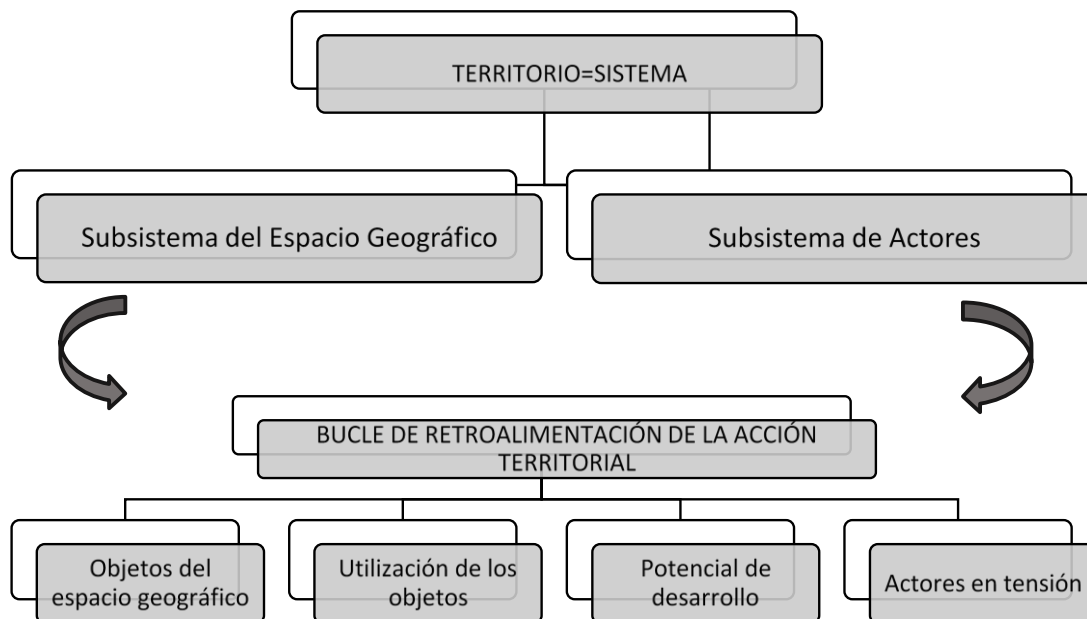 TERRITORIO=SISTEMA
Subsistema del Espacio Geográfico
Subsistema de Actores
BUCLE DE RETROALIMENTACIÓN DE LA ACCIÓN
TERRITORIAL
Objetos del
espacio geográfico
Utilización de los
objetos
Potencial de
desarrollo
Actores en tensión